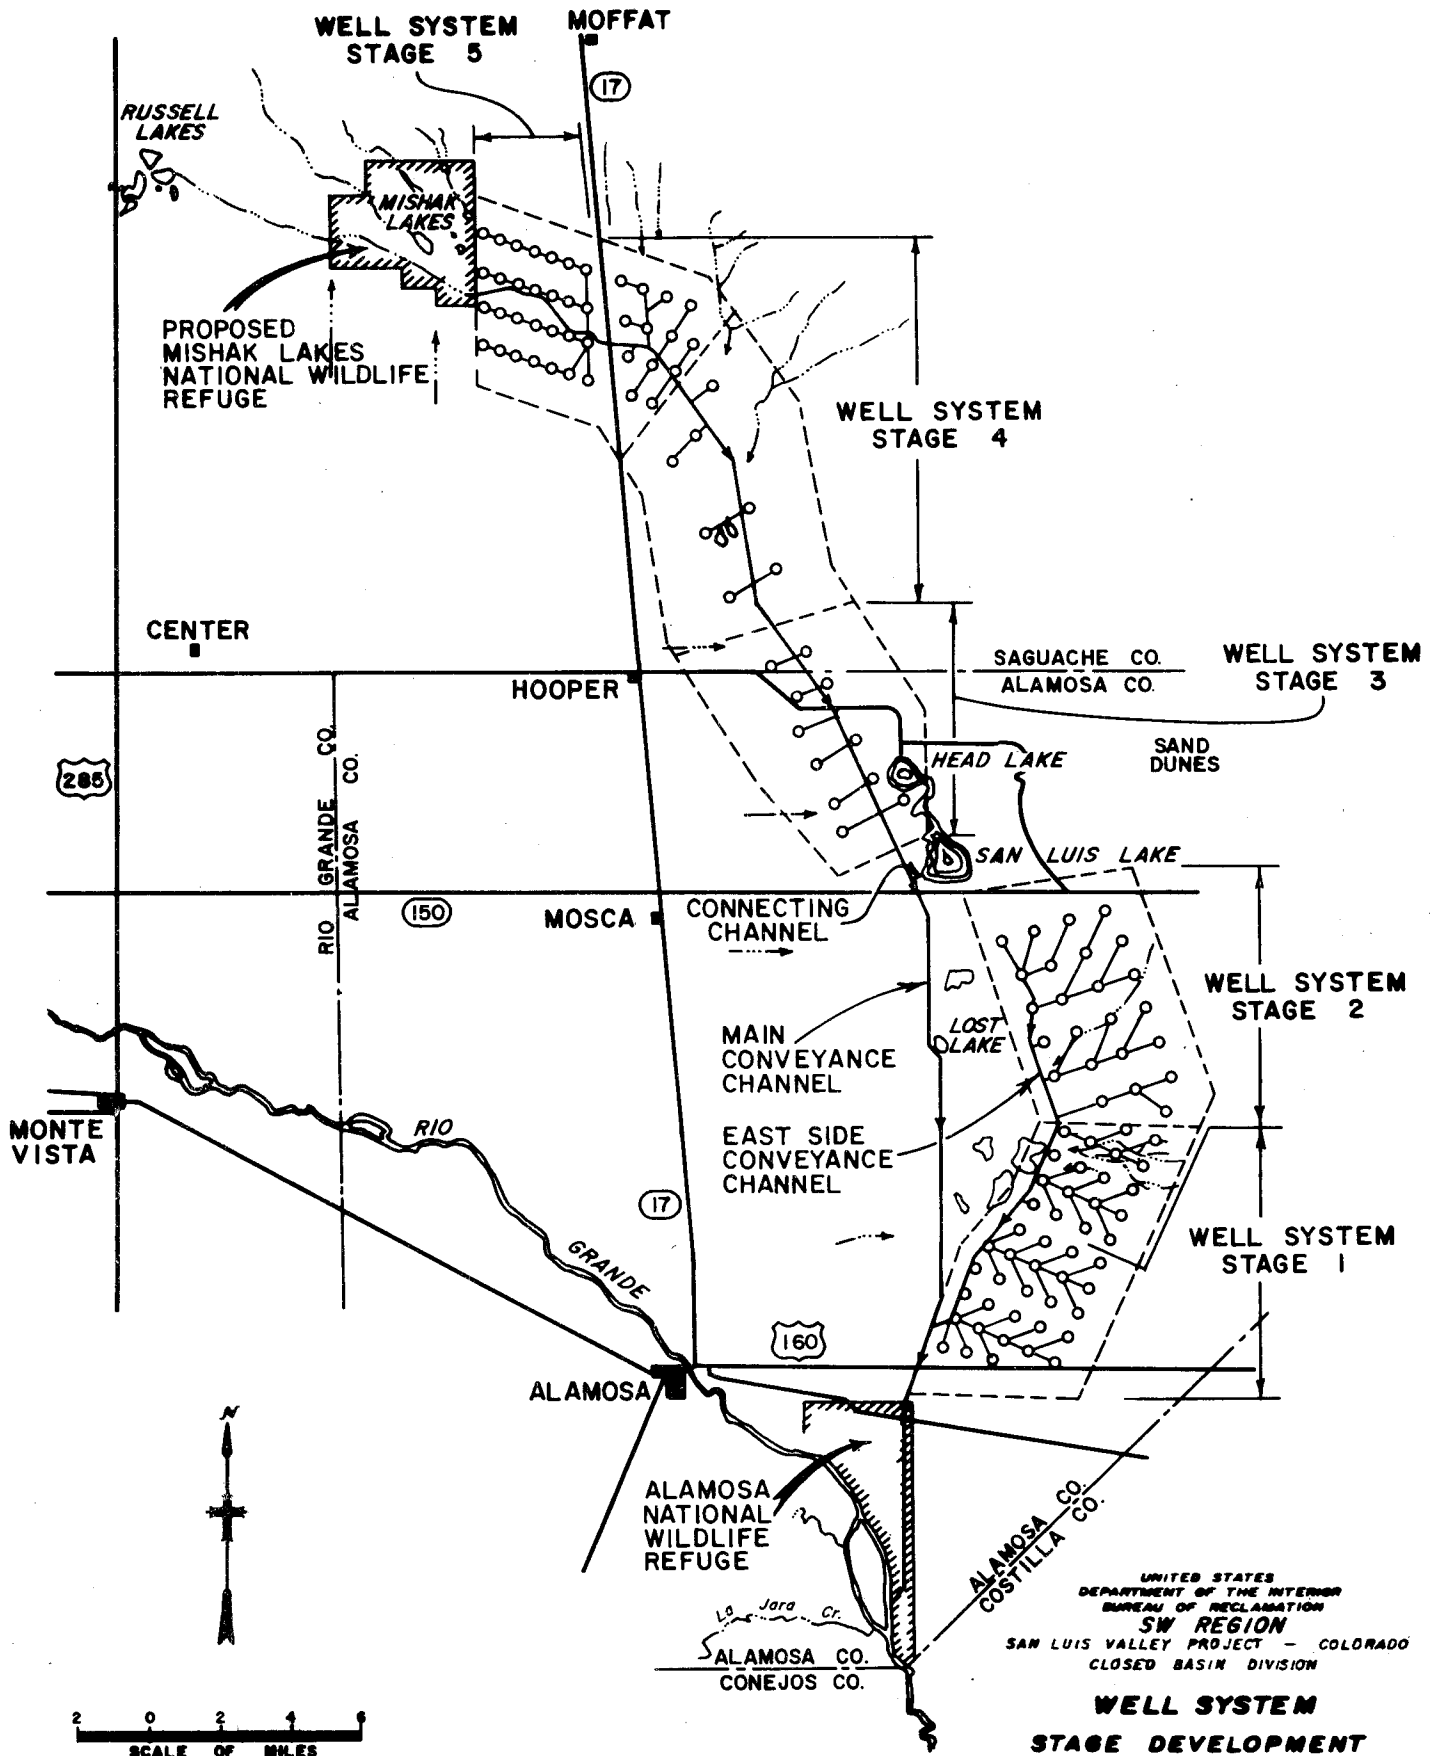 WELL SYSTEM
STAGE 5
MOFFAT
17
RUSSELL
LAKES
MISHAK
LAKES
PROPOSED
MISHAK LAKES
NATIONAL WILDLIFE
REFUGE
WELL SYSTEM
STAGE 4
CENTER
HOOPER
SAGUACHE CO.
ALAMOSA CO.
WELL SYSTEM
STAGE 3
285
RIO GRANDE CO.
ALAMOSA CO.
HEAD LAKE
SAND
DUNES
SAN LUIS LAKE
150
MOSCA
CONNECTING
CHANNEL
WELL SYSTEM
STAGE 2
MAIN
CONVEYANCE
CHANNEL
LOST
LAKE
MONTE
VISTA
RIO
EAST SIDE
CONVEYANCE
CHANNEL
17
GRANDE
WELL SYSTEM
STAGE 1
160
ALAMOSA
N
ALAMOSA
NATIONAL
WILDLIFE
REFUGE
ALAMOSA CO.
COSTILLA CO.
La Jara Cr.
ALAMOSA CO.
CONEJOS CO.
UNITED STATES
DEPARTMENT OF THE INTERIOR
BUREAU OF RECLAMATION
SW REGION
SAN LUIS VALLEY PROJECT — COLORADO
CLOSED BASIN DIVISION
WELL SYSTEM
STAGE DEVELOPMENT
2 0 2 4 6
SCALE OF MILES